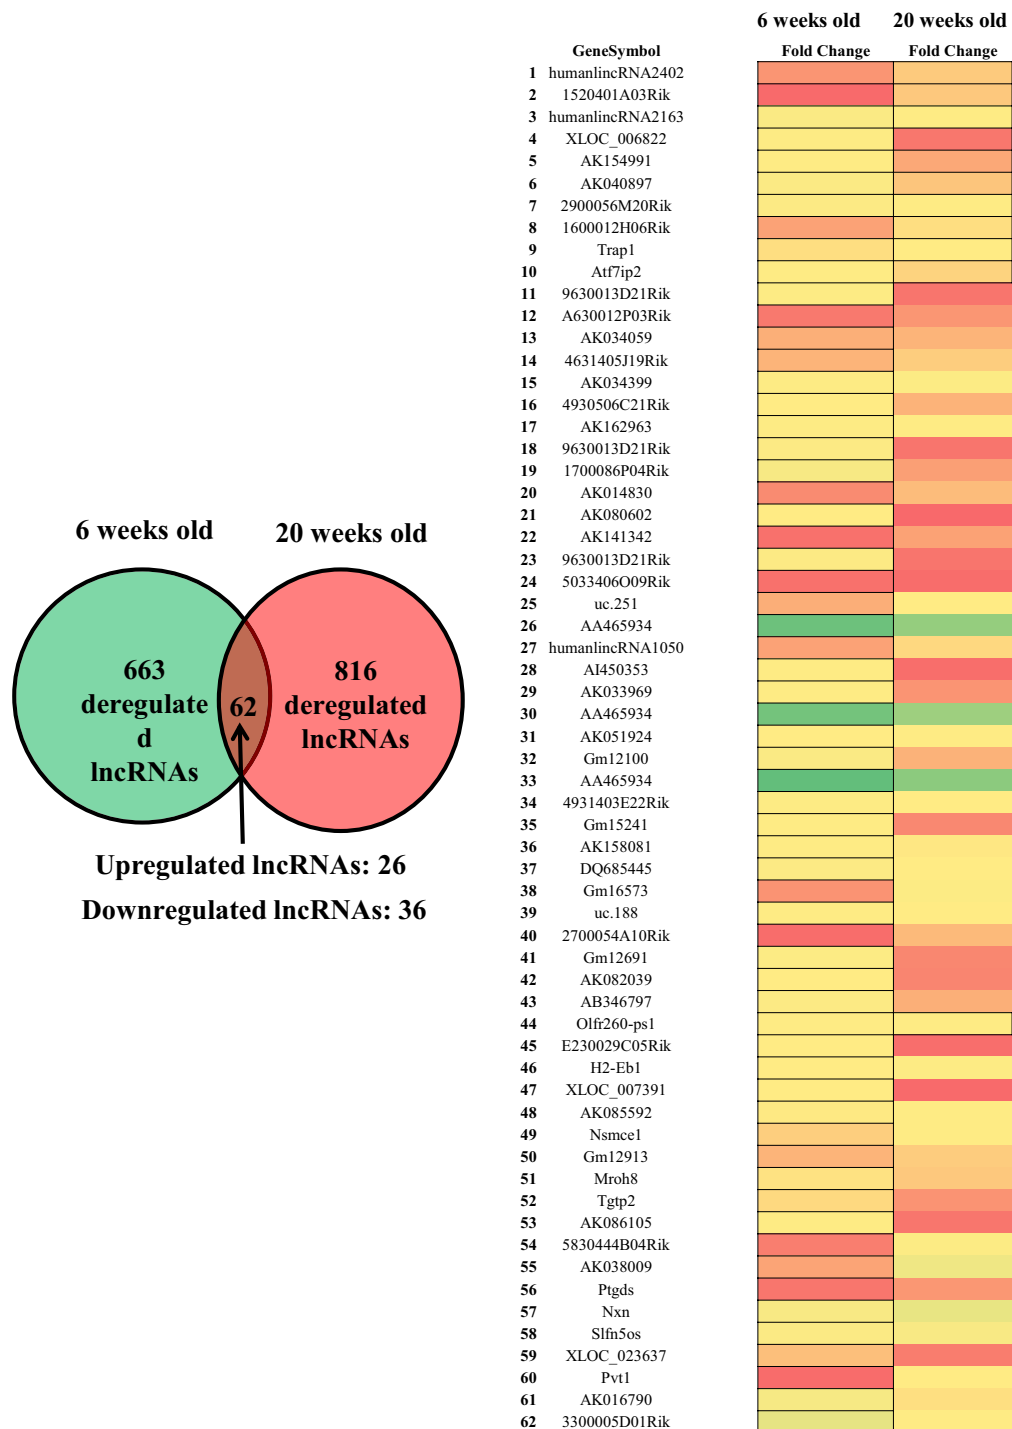 6 weeks old 20 weeks old
GeneSymbol Fold Change Fold Change
1 humanlincRNA2402
2 1520401A03Rik
3 humanlincRNA2163
4 XLOC_006822
5 AK154991
6 AK040897
7 2900056M20Rik
8 1600012H06Rik
9 Trap1
10 Atf7ip2
11 9630013D21Rik
12 A630012P03Rik
13 AK034059
14 4631405J19Rik
15 AK034399
16 4930506C21Rik
17 AK162963
18 9630013D21Rik
19 1700086P04Rik
20 AK014830
21 AK080602
22 AK141342
23 9630013D21Rik
24 5033406O09Rik
25 uc.251
26 AA465934
27 humanlincRNA1050
28 AI450353
29 AK033969
30 AA465934
31 AK051924
32 Gm12100
33 AA465934
34 4931403E22Rik
35 Gm15241
36 AK158081
37 DQ685445
38 Gm16573
39 uc.188
40 2700054A10Rik
41 Gm12691
42 AK082039
43 AB346797
44 Olfr260-ps1
45 E230029C05Rik
46 H2-Eb1
47 XLOC_007391
48 AK085592
49 Nsmce1
50 Gm12913
51 Mroh8
52 Tgtp2
53 AK086105
54 5830444B04Rik
55 AK038009
56 Ptgds
57 Nxn
58 Slfn5os
59 XLOC_023637
60 Pvt1
61 AK016790
62 3300005D01Rik
6 weeks old 20 weeks old
663
deregulate
d
lncRNAs
62
816
deregulated
lncRNAs
Upregulated lncRNAs: 26
Downregulated lncRNAs: 36